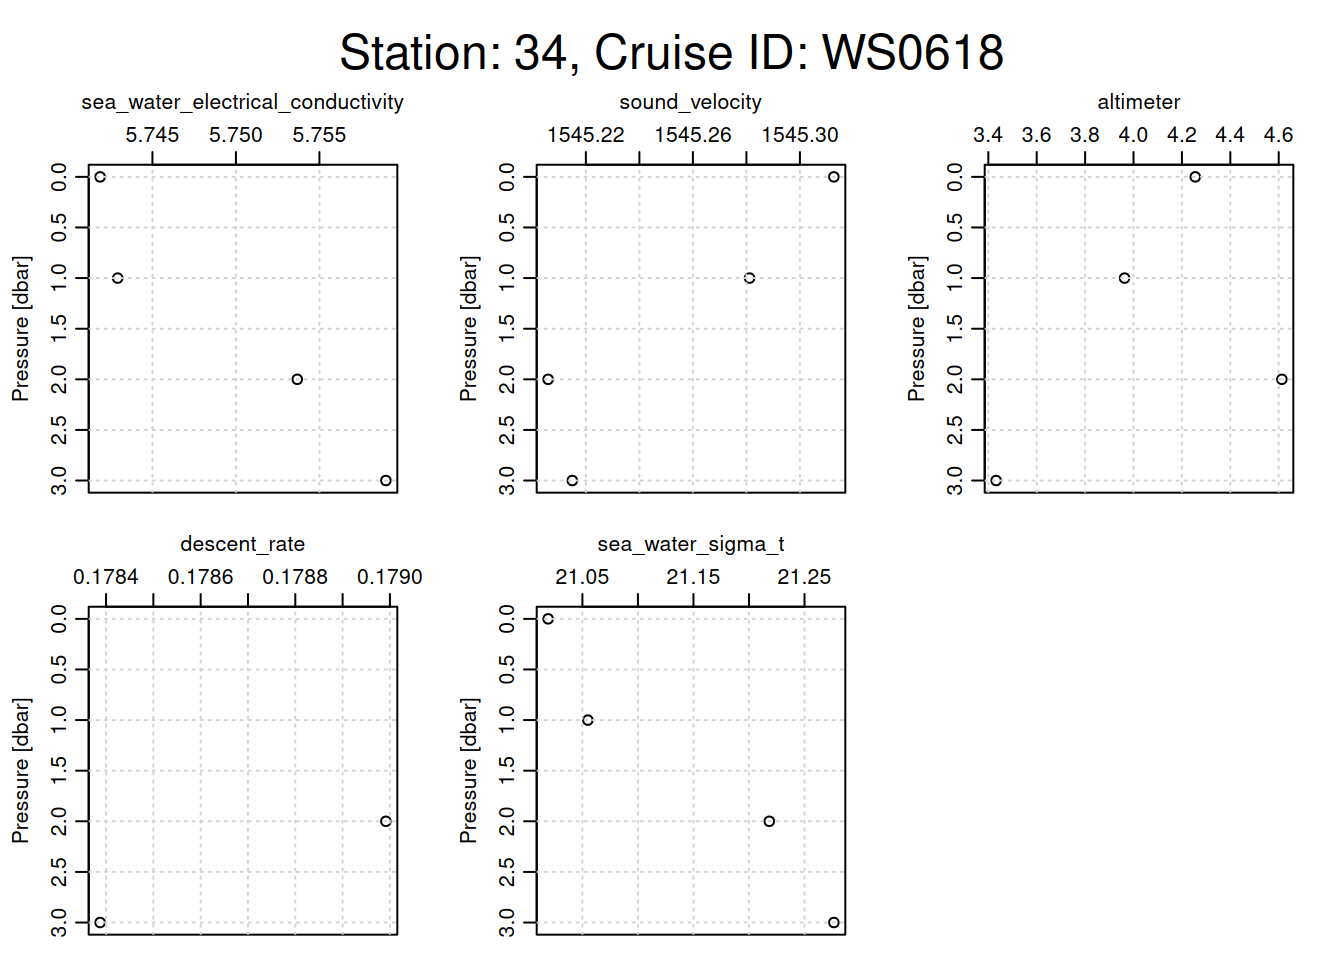 Station: 34, Cruise ID: WS0618
sea_water_electrical_conductivity
5.745 5.750 5.755
Pressure [dbar]
0.0
0.5
1.0
1.5
2.0
2.5
3.0
sound_velocity
1545.22 1545.26 1545.30
Pressure [dbar]
0.0
0.5
1.0
1.5
2.0
2.5
3.0
altimeter
3.4 3.6 3.8 4.0 4.2 4.4 4.6
Pressure [dbar]
0.0
0.5
1.0
1.5
2.0
2.5
3.0
descent_rate
0.1784 0.1786 0.1788 0.1790
Pressure [dbar]
0.0
0.5
1.0
1.5
2.0
2.5
3.0
sea_water_sigma_t
21.05 21.15 21.25
Pressure [dbar]
0.0
0.5
1.0
1.5
2.0
2.5
3.0